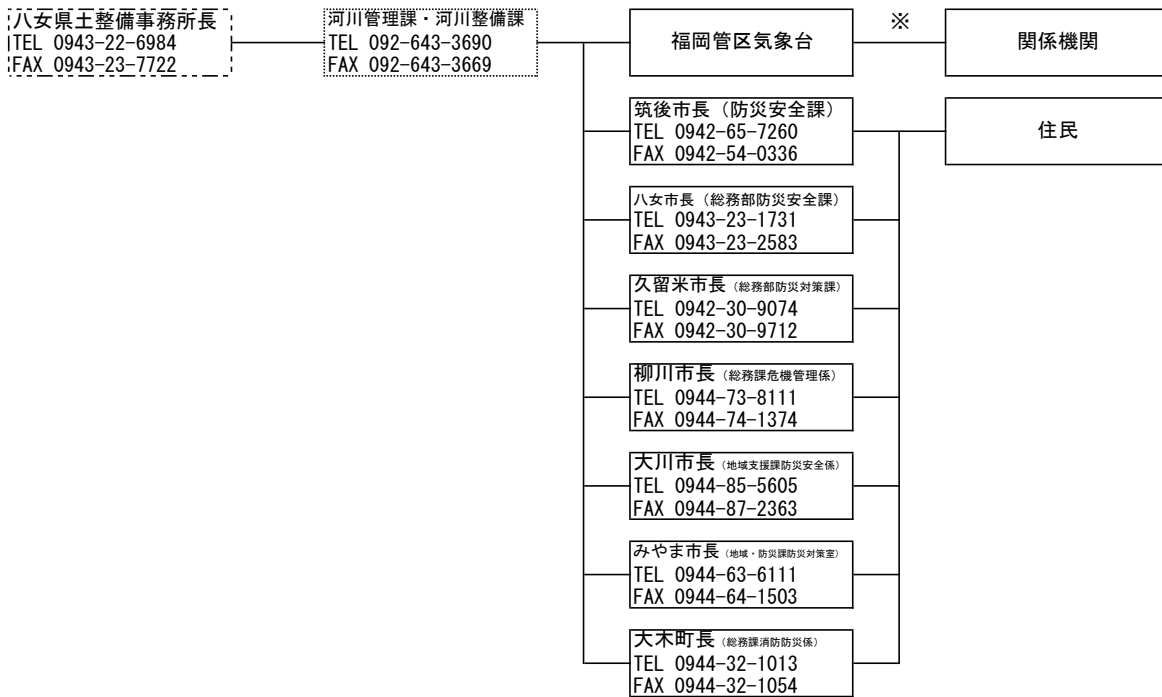 八女県土整備事務所長
TEL 0943-22-6984
FAX 0943-23-7722
河川管理課・河川整備課
TEL 092-643-3690
FAX 092-643-3669
福岡管区気象台
※
関係機関
筑後市長（防災安全課）
TEL 0942-65-7260
FAX 0942-54-0336
住民
八女市長（総務部防災安全課）
TEL 0943-23-1731
FAX 0943-23-2583
久留米市長（総務部防災対策課）
TEL 0942-30-9074
FAX 0942-30-9712
柳川市長（総務課危機管理係）
TEL 0944-73-8111
FAX 0944-74-1374
大川市長（地域支援課防災安全係）
TEL 0944-85-5605
FAX 0944-87-2363
みやま市長（地域・防災課防災対策室）
TEL 0944-63-6111
FAX 0944-64-1503
大木町長（総務課消防防災係）
TEL 0944-32-1013
FAX 0944-32-1054